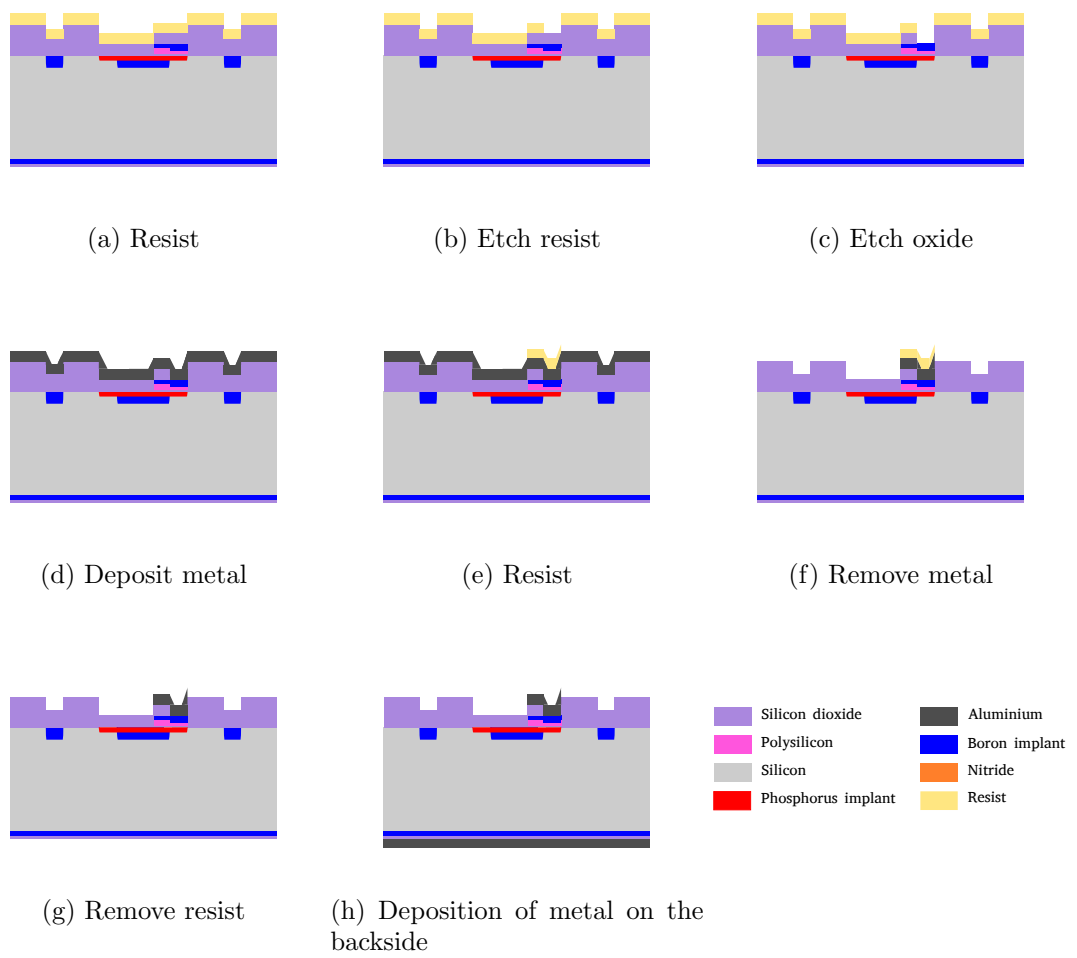 (a) Resist
(b) Etch resist
(c) Etch oxide
(d) Deposit metal
(e) Resist
(f) Remove metal
Silicon dioxide
Aluminium
Polysilicon
Boron implant
Silicon
Nitride
Phosphorus implant
Resist
(g) Remove resist
(h) Deposition of metal on the
backside